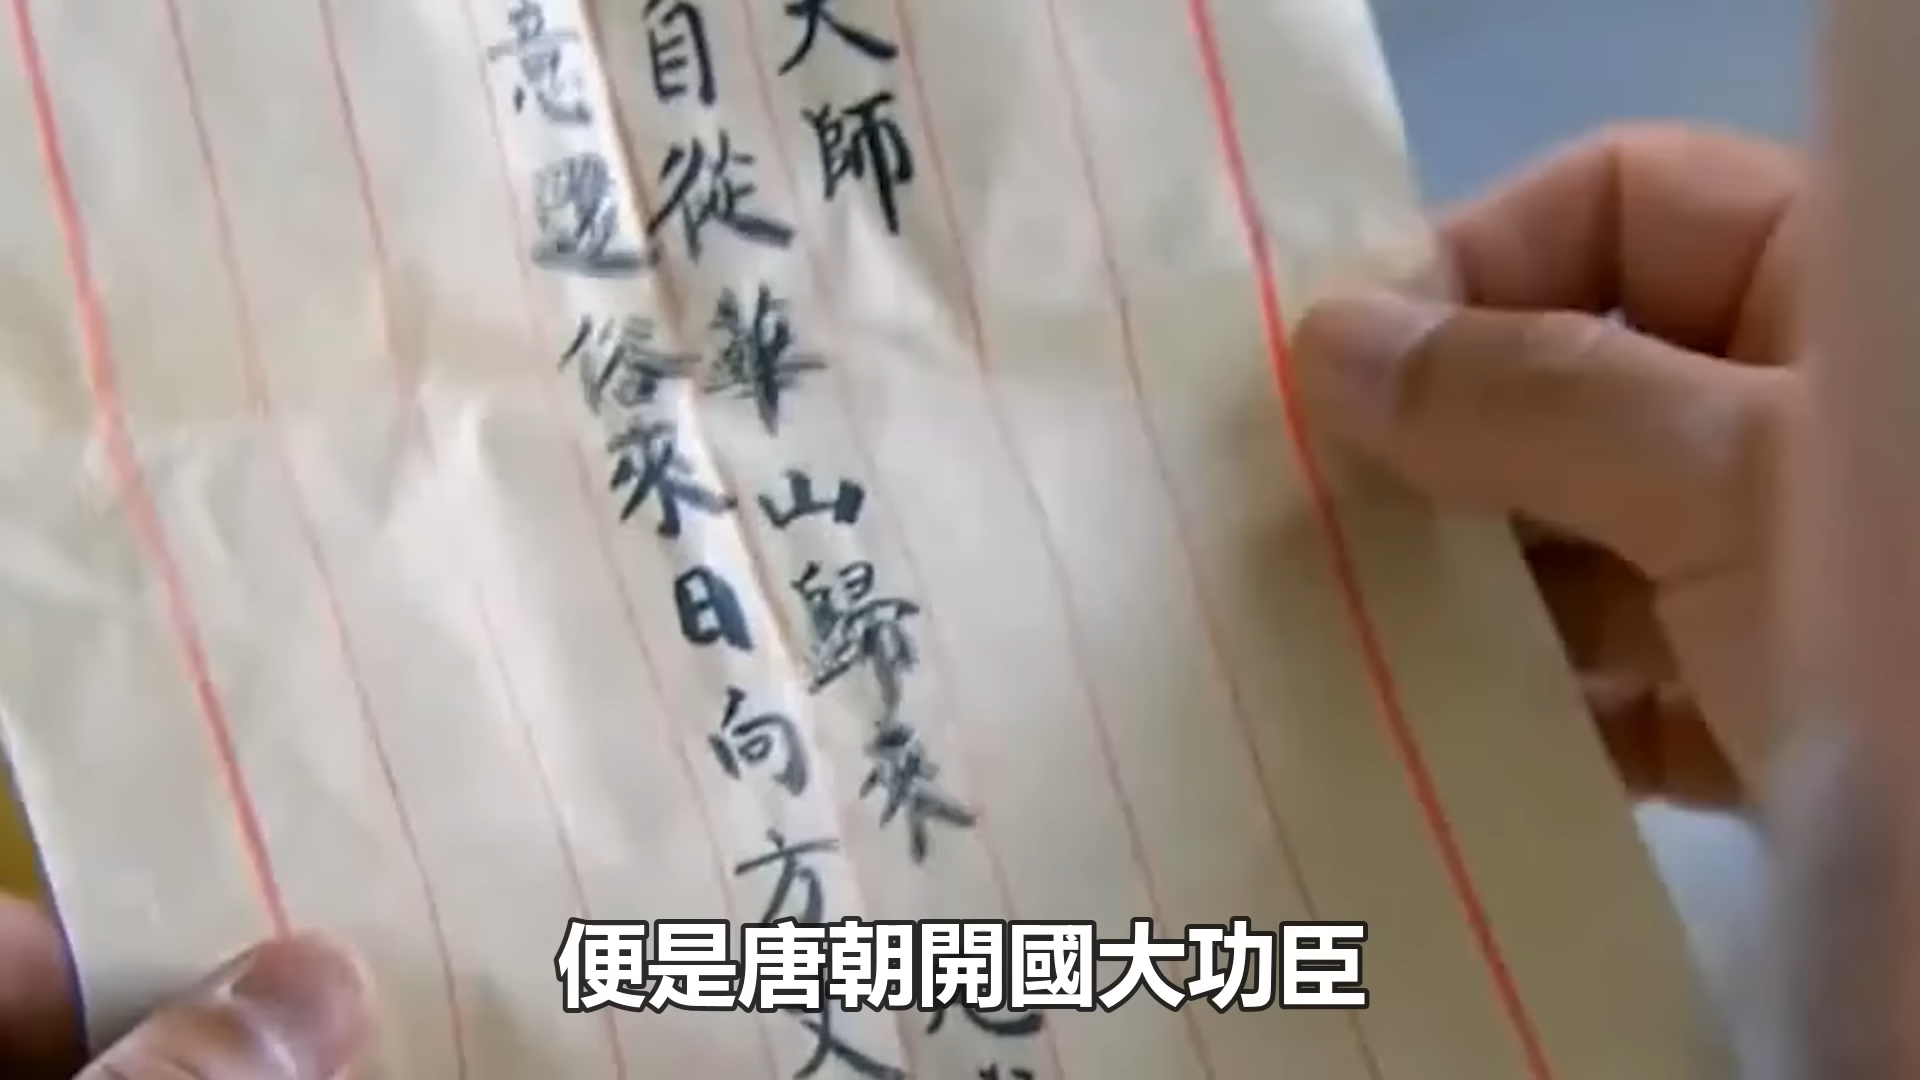 大師
自從華山歸來
意還俗來日向方丈
便是唐朝開國大功臣